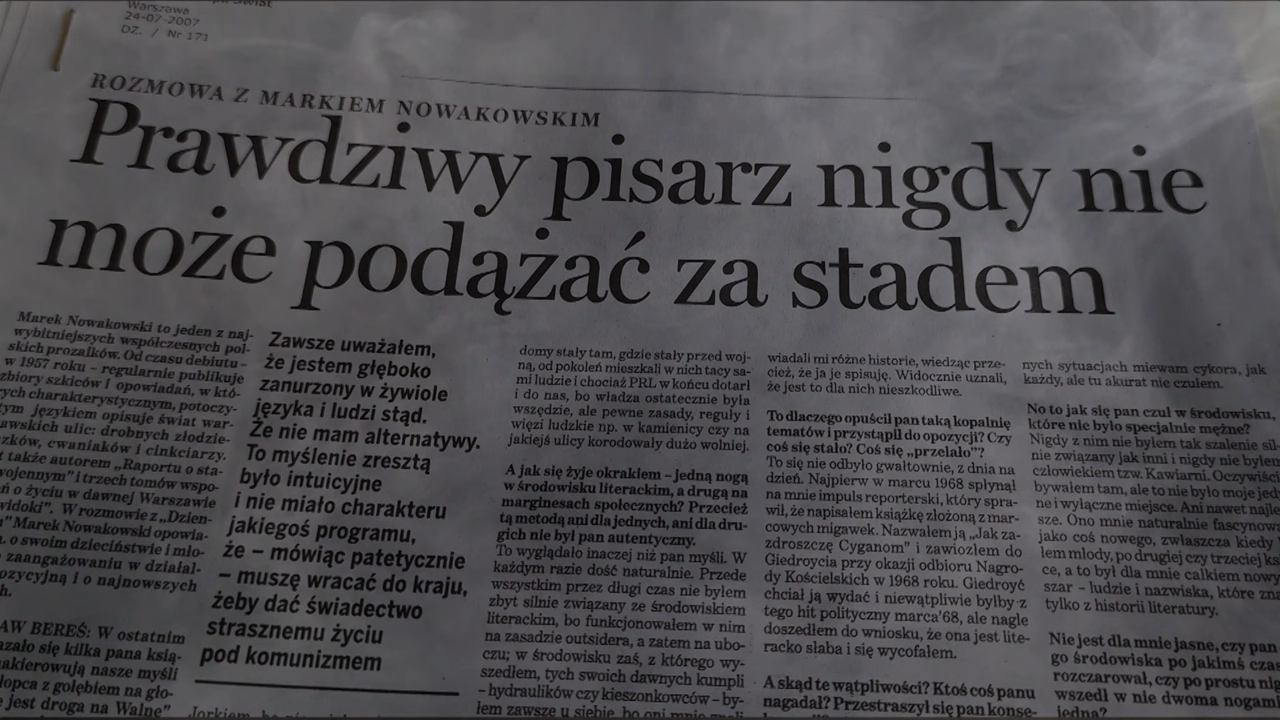 Świat
Warszawa
24-07-2007
DZ. / Nr 171
ROZMOWA Z MARKIEM NOWAKOWSKIM
Prawdziwy pisarz nigdy nie
może podążać za stadem
Marek Nowakowski to jeden z naj-
wybitniejszych współczesnych pol-
skich prozaików. Od czasu debiutu –
w 1957 roku – regularnie publikuje
zbiory szkiców i opowiadań, w któ-
rych charakterystycznym, potoczy-
tym językiem opisuje świat war-
szawskich ulic: drobnych złodzie-
cwaniaków i cinkciarzy.
także autorem „Raportu o sta-
wojennym” i trzech tomów wspo-
o życiu w dawnej Warszawie
W rozmowie z „Dzien-
Marek Nowakowski opowia-
o swoim dzieciństwie i mło-
zaangażowaniu w działal-
i o najnowszych
BEREŚ: W ostatnim
się kilka pana ksią-
nakierowują nasze myśli
z gołębiem na gło-
jest droga na Walne”
Zawsze uważałem,
że jestem głęboko
zanurzony w żywiole
języka i ludzi stąd.
Że nie mam alternatywy.
To myślenie zresztą
było intuicyjne
i nie miało charakteru
jakiegoś programu,
że – mówiąc patetycznie
– muszę wracać do kraju,
żeby dać świadectwo
strasznemu życiu
pod komunizmem
domy stały tam, gdzie stały przed woj-
ną, od pokoleń mieszkali w nich tacy sa-
mi ludzie i chociaż PRL w końcu dotarł
i do nas, bo władza ostatecznie była
wszędzie, ale pewne zasady, reguły i
więzi ludzkie np. w kamienicy czy na
jakiejś ulicy korodowały dużo wolniej.
A jak się żyje okrakiem – jedną nogą
w środowisku literackim, a drugą na
marginesach społecznych? Przecież
tą metodą ani dla jednych, ani dla dru-
gich nie był pan autentyczny.
To wyglądało inaczej niż pan myśli. W
każdym razie dość naturalnie. Przede
wszystkim przez długi czas nie byłem
zbyt silnie związany ze środowiskiem
literackim, bo funkcjonowałem w nim
na zasadzie outsidera, a zatem na ubo-
czu; w środowisku zaś, z którego wy-
szedłem, tych swoich dawnych kumpli
– hydraulików czy kieszonkowców – by-
łem zawsze u siebie, bo oni mnie znali
wiadali mi różne historie, wiedząc prze-
cież, że ja je spisuję. Widocznie uznali,
że jest to dla nich nieszkodliwe.
To dlaczego opuścił pan taką kopalnię
tematów i przystąpił do opozycji? Czy
coś się stało? Coś się „przelało”?
To się nie odbyło gwałtownie, z dnia na
dzień. Najpierw w marcu 1968 spłynął
na mnie impuls reporterski, który spra-
wił, że napisałem książkę złożoną z mar-
cowych migawek. Nazwałem ją „Jak za-
zdroszczę Cyganom” i zawiozłem do
Giedroycia przy okazji odbioru Nagro-
dy Kościelskich w 1968 roku. Giedroyć
chciał ją wydać i niewątpliwie byłby z
tego hit polityczny marca’68, ale nagle
doszedłem do wniosku, że ona jest lite-
racko słaba i się wycofałem.
A skąd te wątpliwości? Ktoś coś panu
nagadał? Przestraszył się pan konse-
nych sytuacjach miewam cykora, jak
każdy, ale tu akurat nie czułem.
No to jak się pan czuł w środowisku,
które nie było specjalnie mężne?
Nigdy z nim nie byłem tak szalenie
nie związany jak inni i nigdy nie byłem
człowiekiem tzw. Kawiarni. Oczywiście
bywałem tam, ale to nie było moje
ne i wyłączne miejsce. Ani nawet
sze. Ono mnie naturalnie
jako coś nowego, zwłaszcza kiedy
łem młody, po drugiej czy trzeciej
ce, a to był dla mnie całkiem nowy
szar – ludzie i nazwiska, które
tylko z historii literatury.
Nie jest dla mnie jasne, czy pan
go środowiska po jakimś
rozczarował, czy po prostu
wszedł w nie dwoma nogami
jedną?